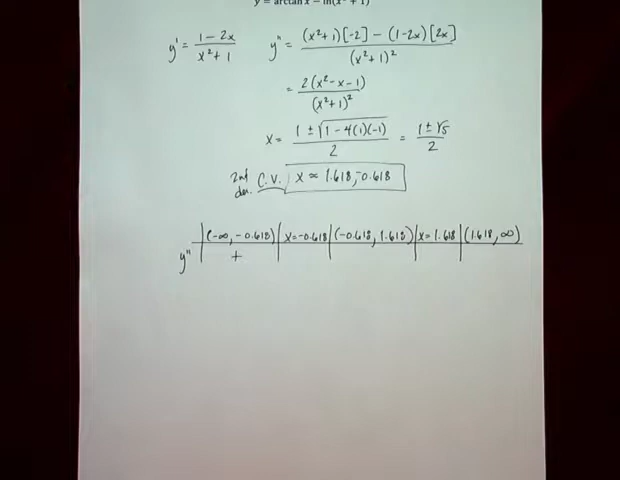 y = arctan x − ln(x² + 1)
y' = (1 − 2x)/(x² + 1)    y" = ((x²+1)[-2] − (1-2x)[2x])/(x²+1)²
= 2(x² − x − 1)/(x²+1)²
x = (1 ± √(1 − 4(1)(-1)))/2 = (1 ± √5)/2
2nd der. C.V. x ≈ 1.618, -0.618
(-∞, -0.618) | x = -0.618 | (-0.618, 1.618) | x = 1.618 | (1.618, ∞)
y" | +